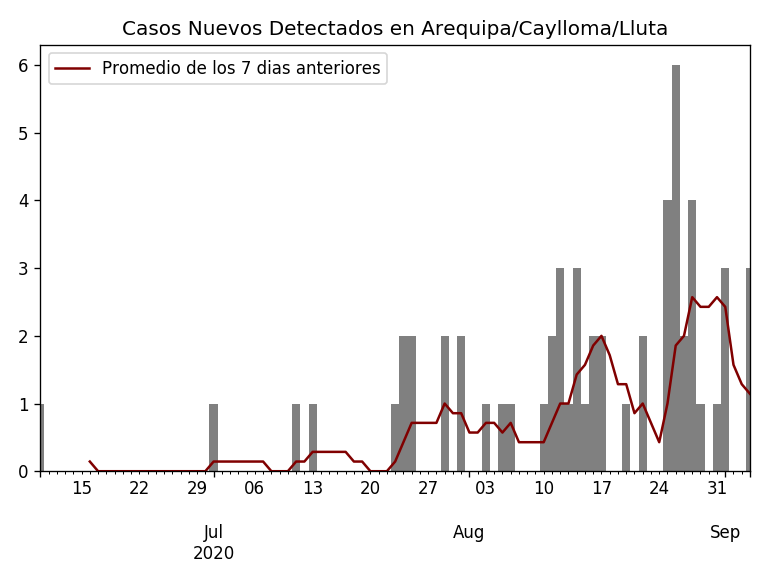 Casos Nuevos Detectados en Arequipa/Caylloma/Lluta
Promedio de los 7 dias anteriores
6
5
4
3
2
1
0
15 22 29 06 13 20 27 03 10 17 24 31
Jul Aug Sep
2020